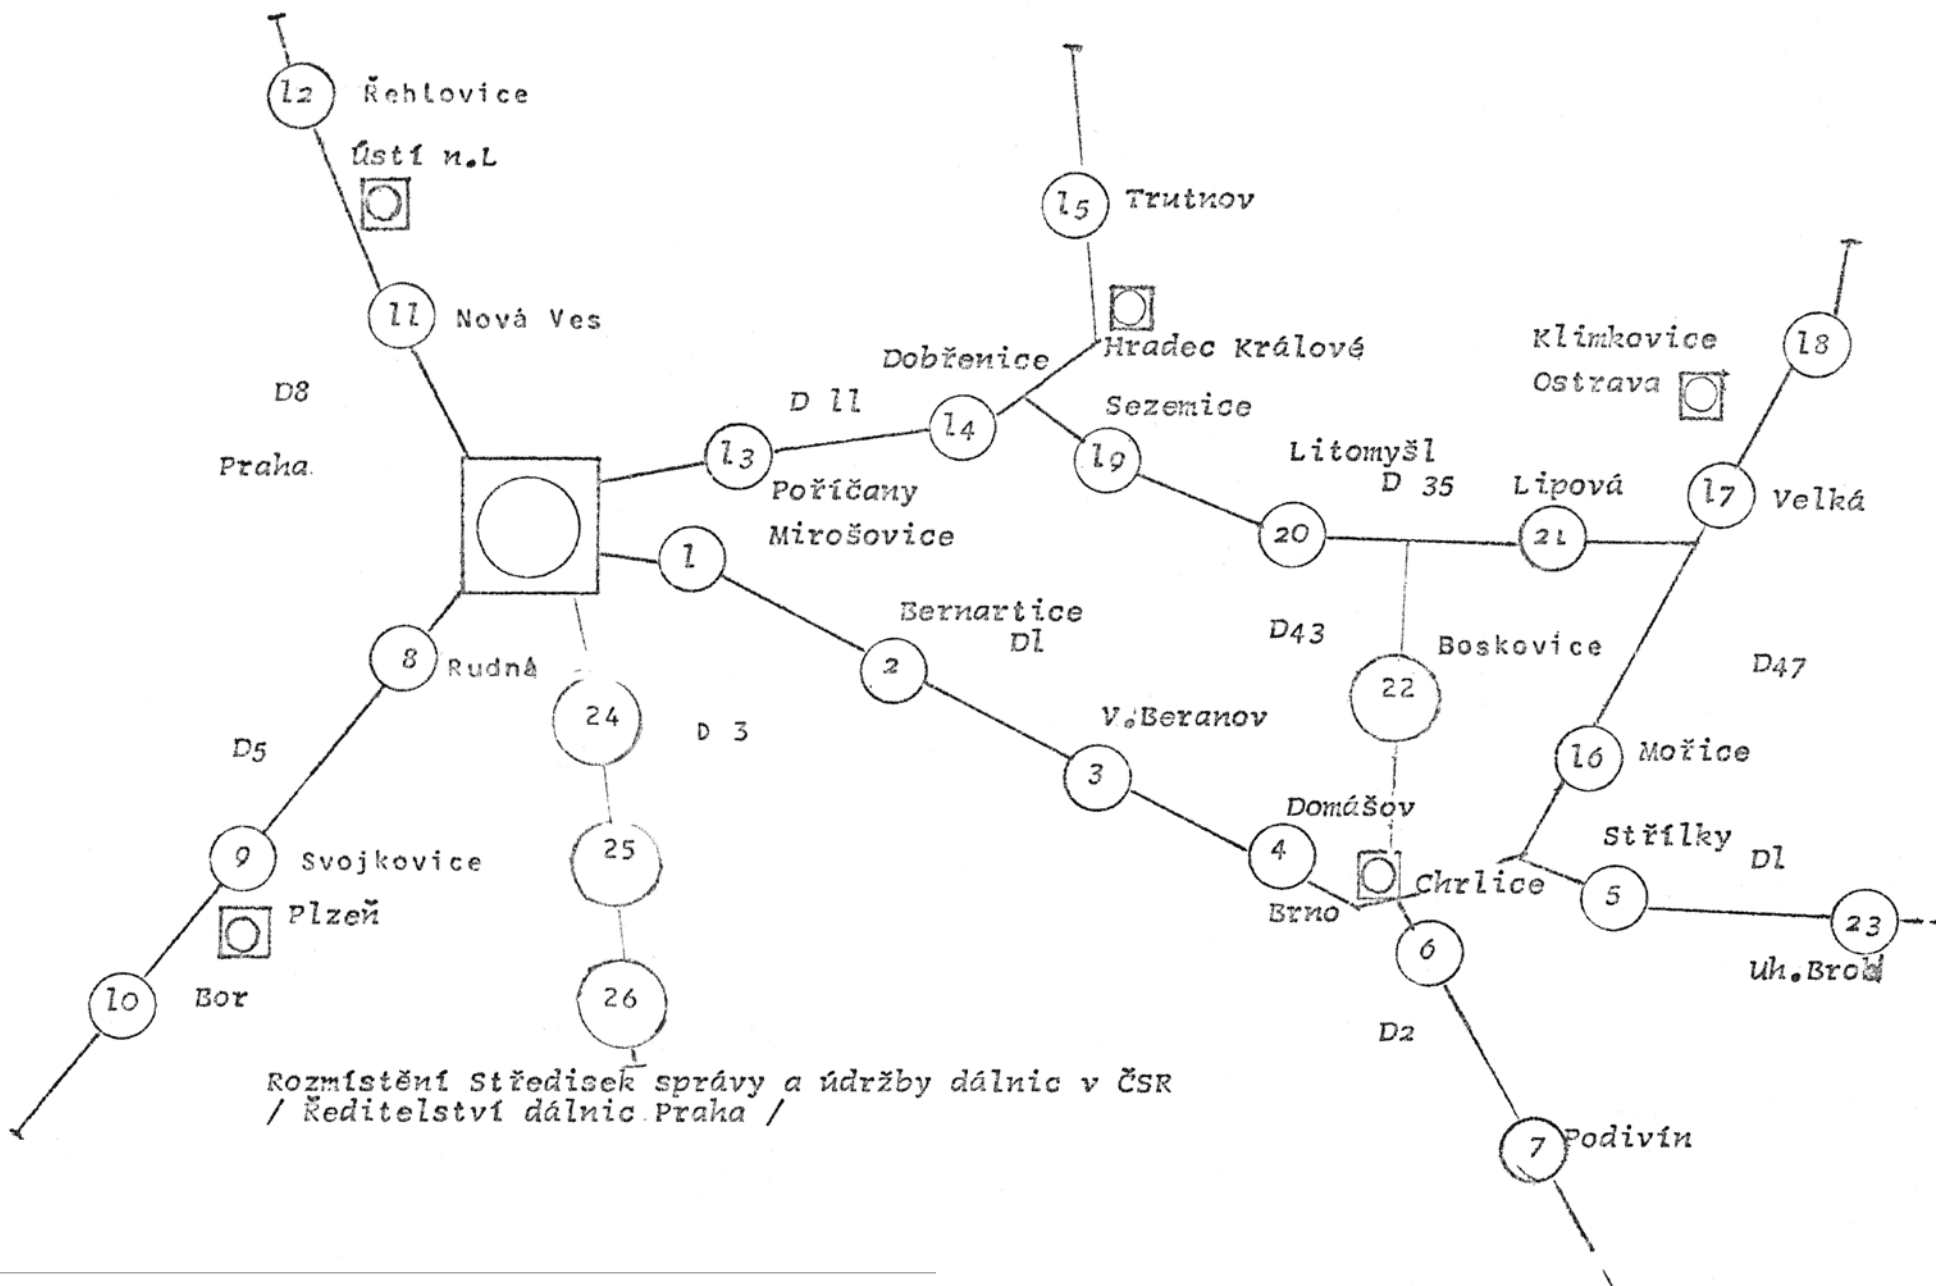 12 Řehlovice
Ústí n.L
15 Trutnov
11 Nová Ves
Hradec Králové
Klimkovice
18
Ostrava
Dobřenice
D8
D 11
Sezemice
14
13
19
Litomyšl
D 35
Lipová
17 Velká
Praha
Poříčany
Mirošovice
20
21
1
Bernartice
D1
D43
Boskovice
D47
2
22
8 Rudná
24
D 3
V.Beranov
D5
3
16 Mořice
Domášov
Střílky
D1
4
9 Svojkovice
25
Chrlice
5
Plzeň
Brno
23
6
Uh.Brod
10 Bor
26
D2
Rozmístění Středisek správy a údržby dálnic v ČSR
/ Ředitelství dálnic Praha /
7 Podivín